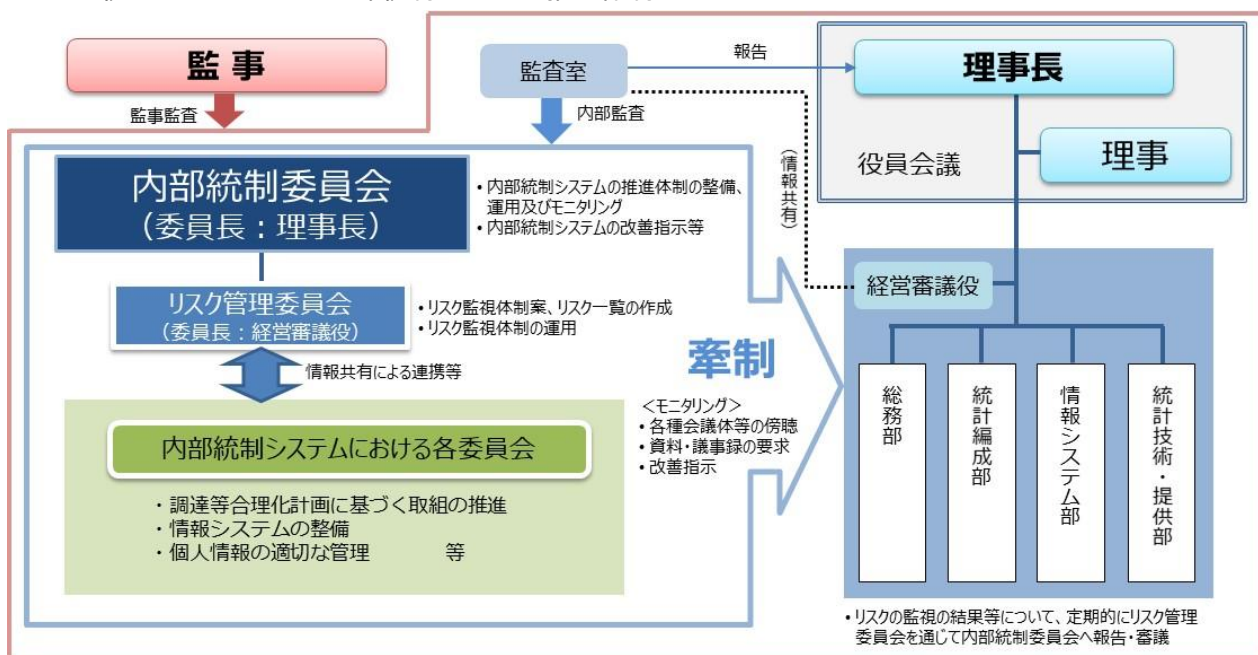 監 事
監事監査
監査室
内部監査
報告
理事長
理事
役員会議
（情報共有）
内部統制委員会
（委員長：理事長）
・内部統制システムの推進体制の整備、
運用及びモニタリング
・内部統制システムの改善指示等
リスク管理委員会
（委員長：経営審議役）
・リスク監視体制案、リスク一覧の作成
・リスク監視体制の運用
情報共有による連携等
内部統制システムにおける各委員会
・調達等合理化計画に基づく取組の推進
・情報システムの整備
・個人情報の適切な管理 等
牽制
＜モニタリング＞
・各種会議体等の傍聴
・資料・議事録の要求
・改善指示
経営審議役
総務部
統計編成部
情報システム部
統計技術・提供部
・リスクの監視の結果等について、定期的にリスク管理
委員会を通じて内部統制委員会へ報告・審議